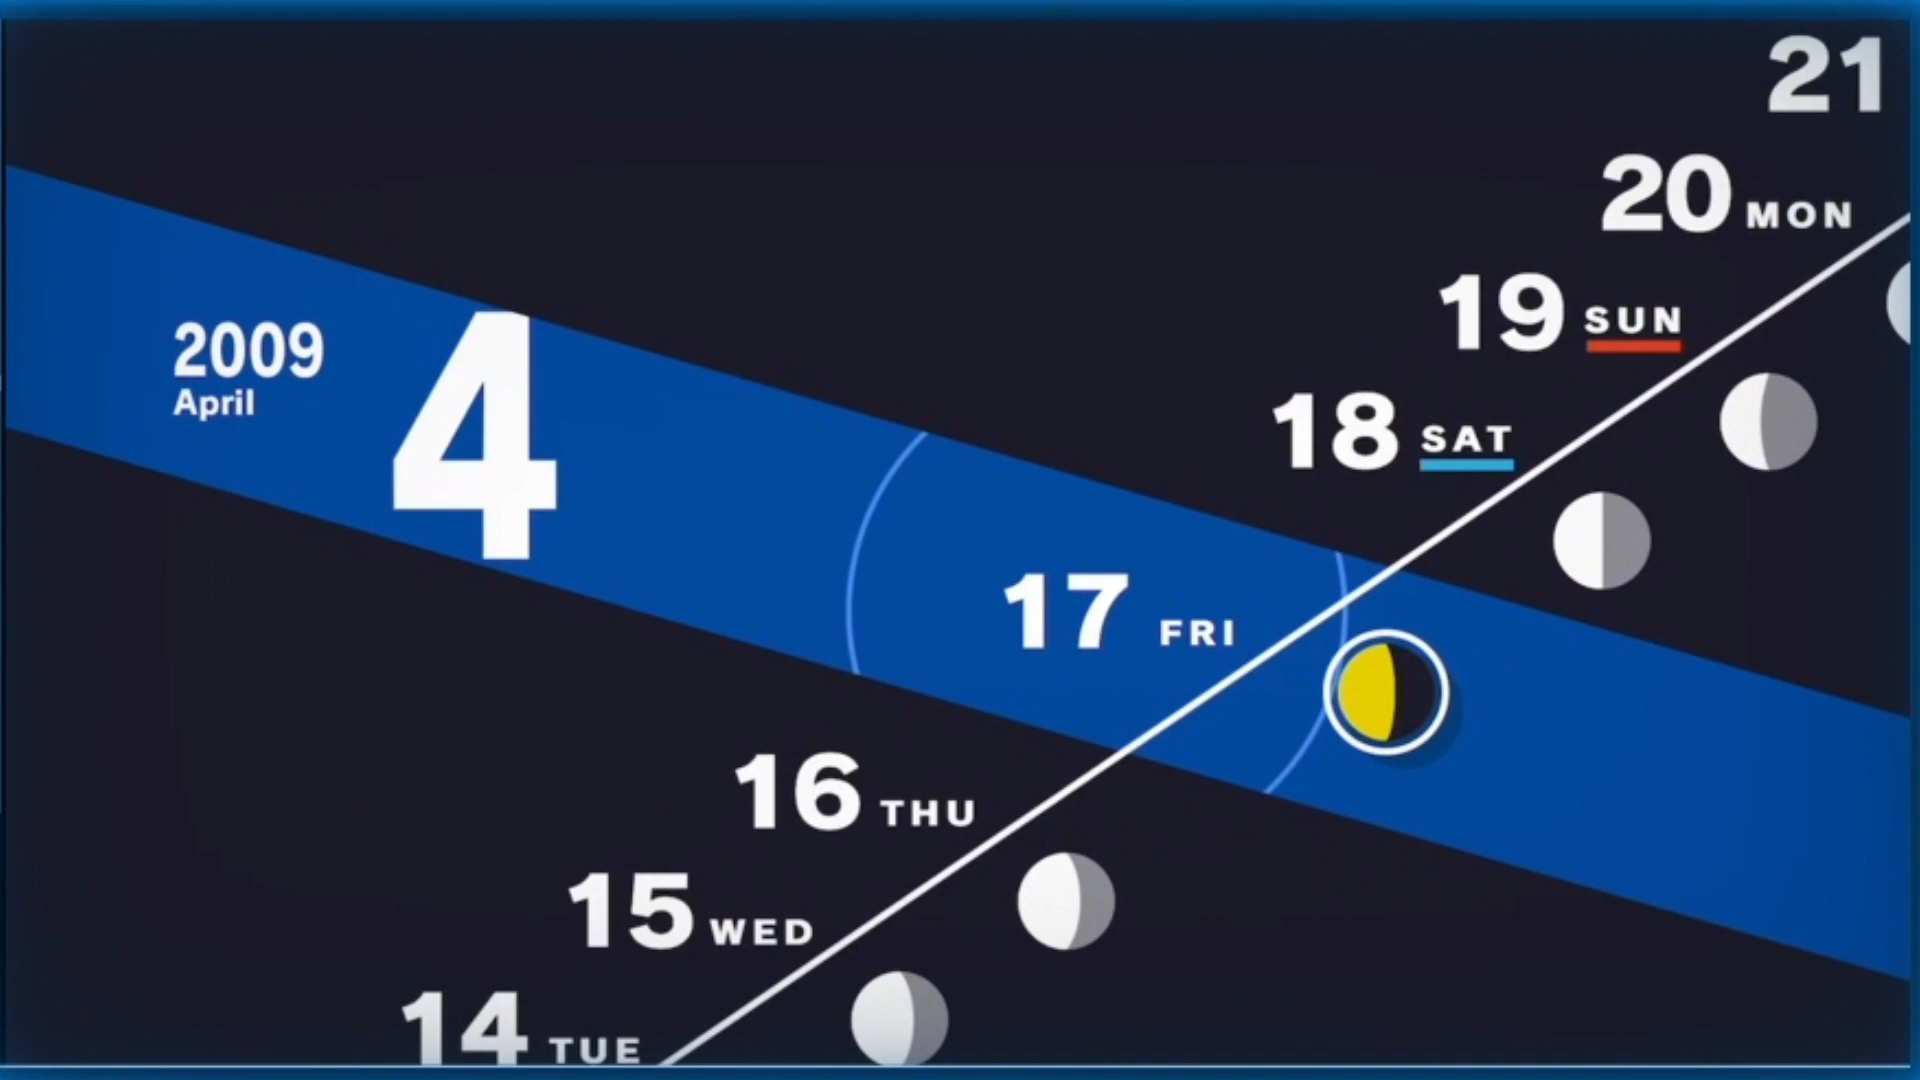 21
20 MON
19 SUN
18 SAT
2009
April
4
17 FRI
16 THU
15 WED
14 TUE